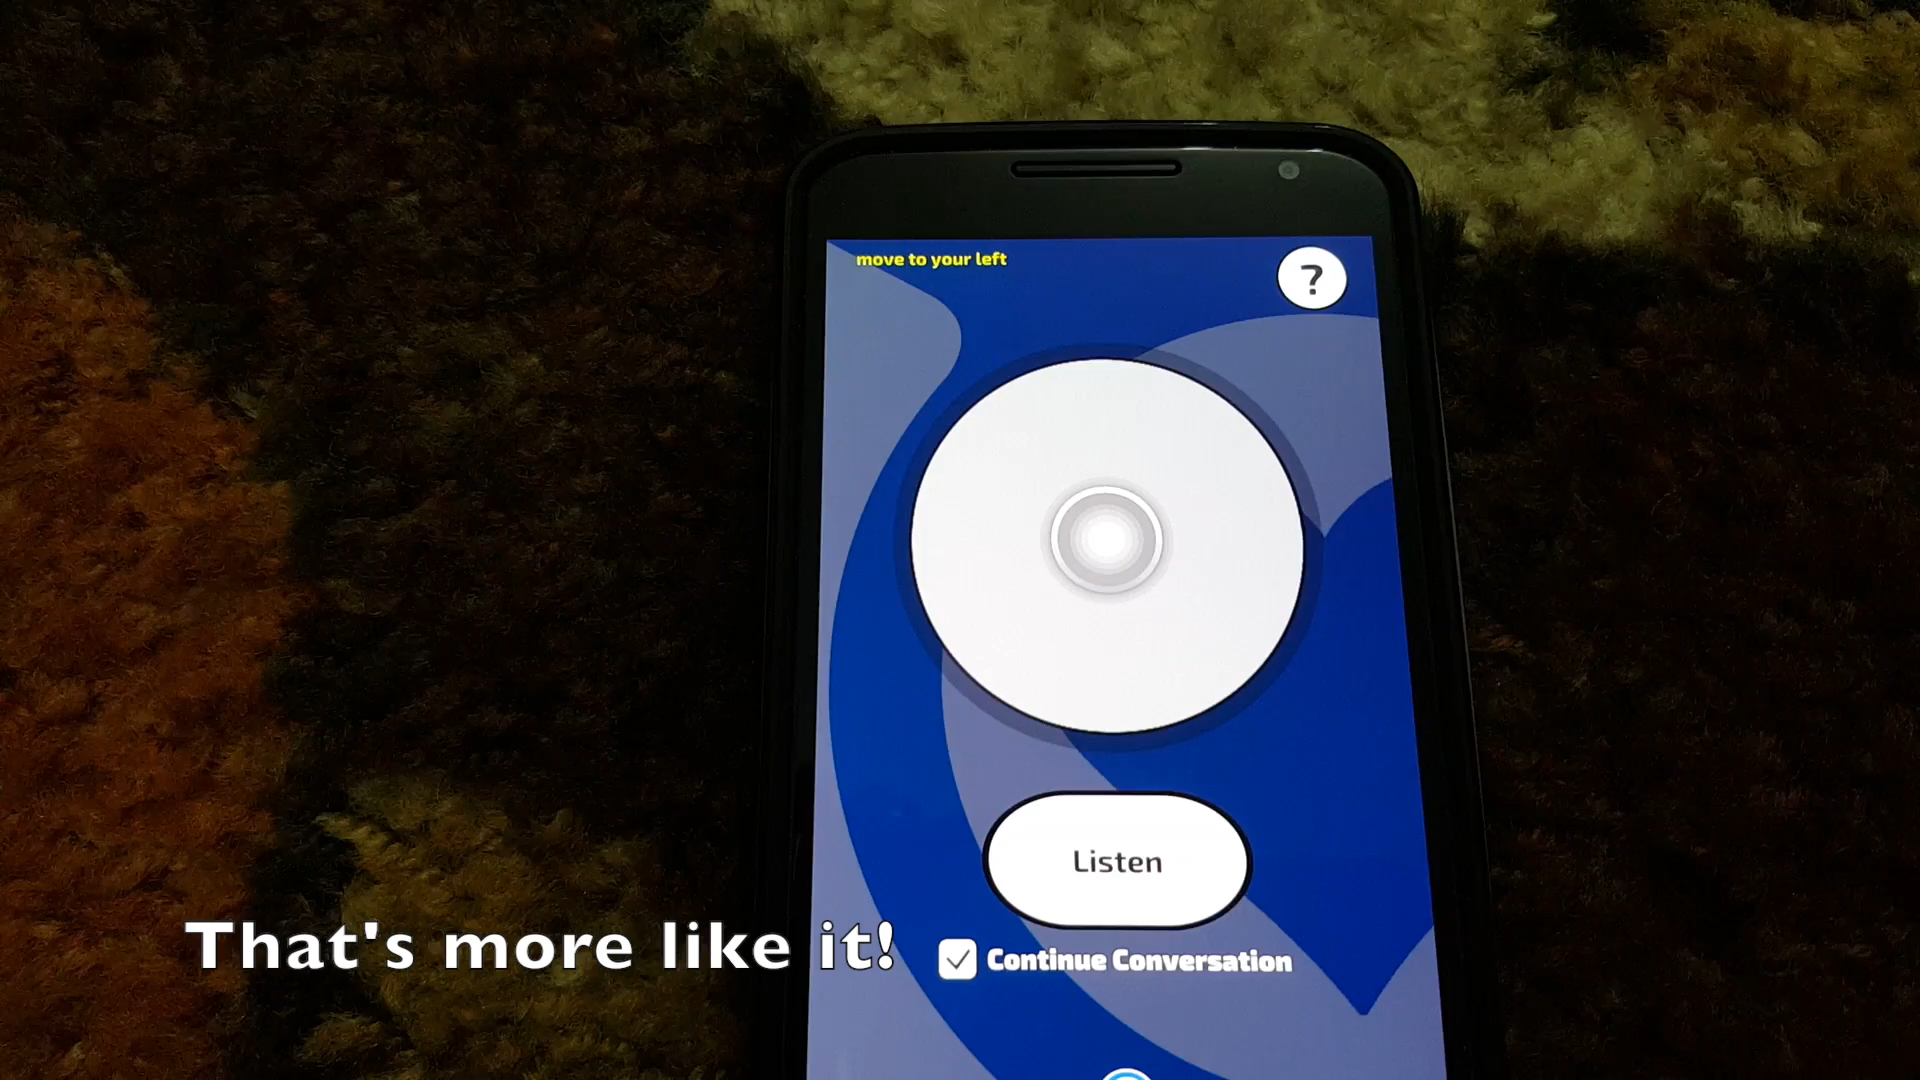 move to your left
?
Listen
Continue Conversation
That's more like it!